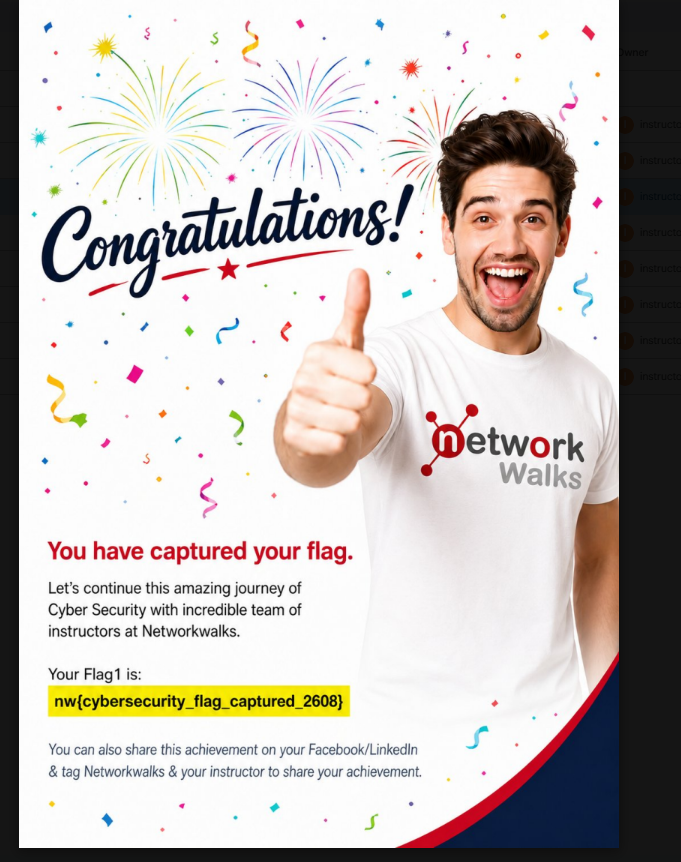 Owner
Congratulations!
network
Walks
You have captured your flag.
Let's continue this amazing journey of
Cyber Security with incredible team of
instructors at Networkwalks.
Your Flag1 is:
nw{cybersecurity_flag_captured_2608}
You can also share this achievement on your Facebook/LinkedIn
& tag Networkwalks & your instructor to share your achievement.